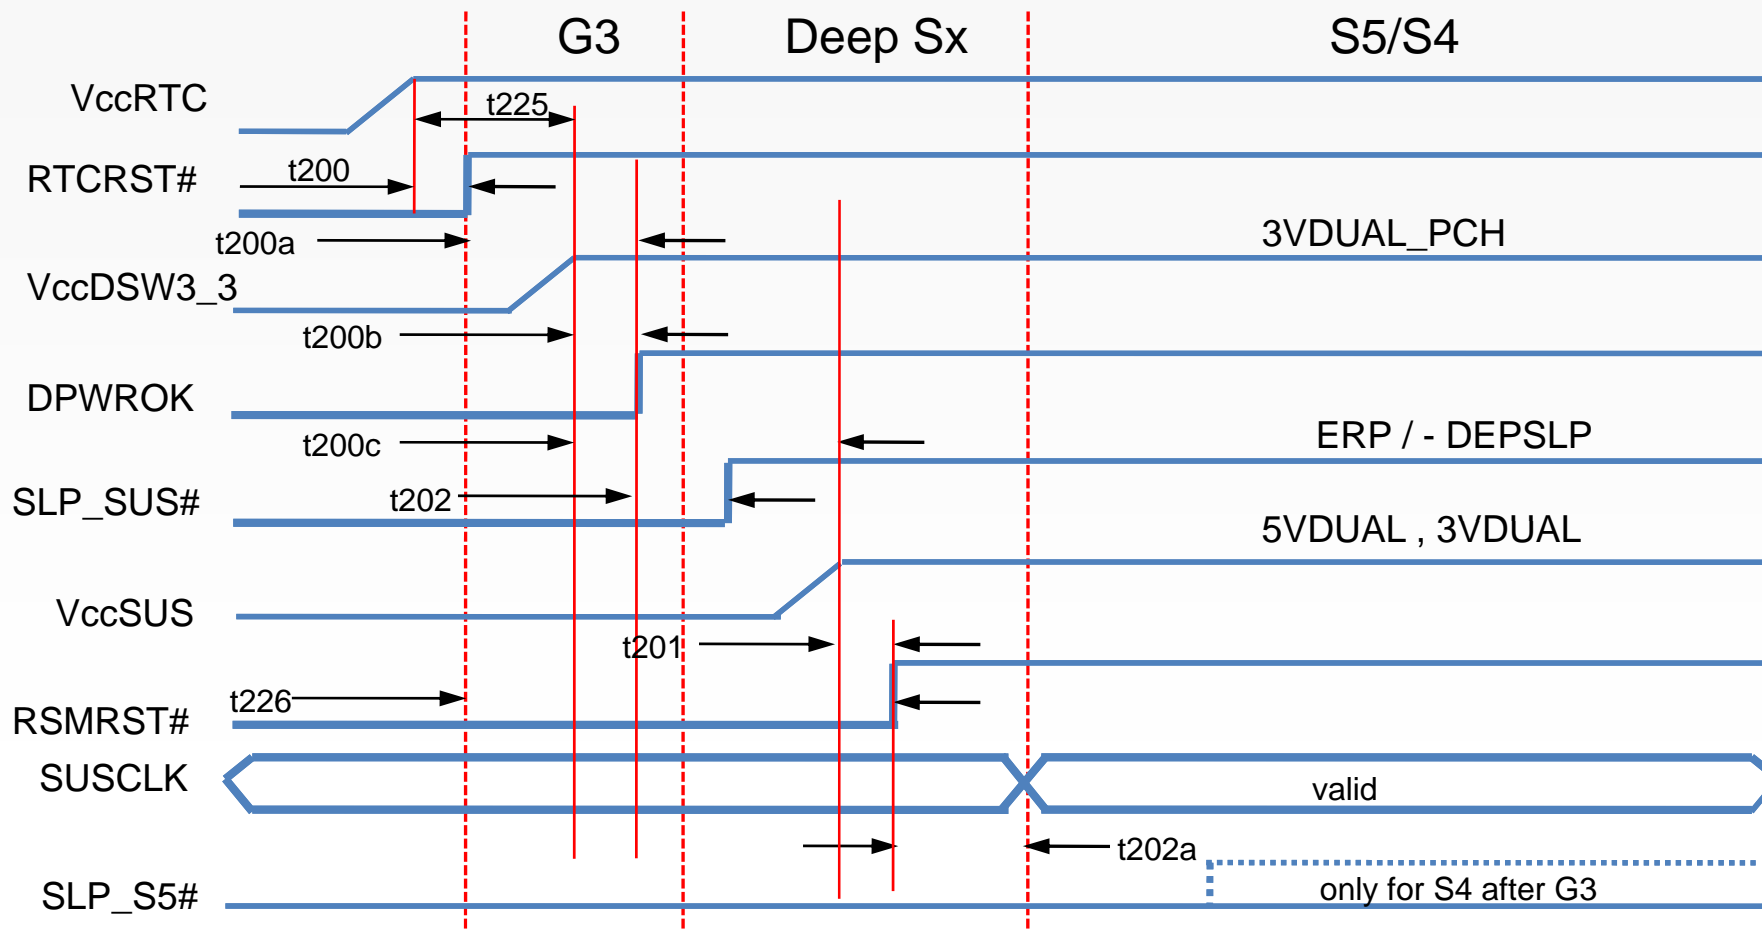 G3 Deep Sx S5/S4
VccRTC
t225
RTCRST#
t200
t200a
3VDUAL_PCH
VccDSW3_3
t200b
DPWROK
t200c
ERP / - DEPSLP
SLP_SUS#
t202
5VDUAL , 3VDUAL
VccSUS
t201
t226
RSMRST#
SUSCLK
valid
t202a
SLP_S5#
only for S4 after G3